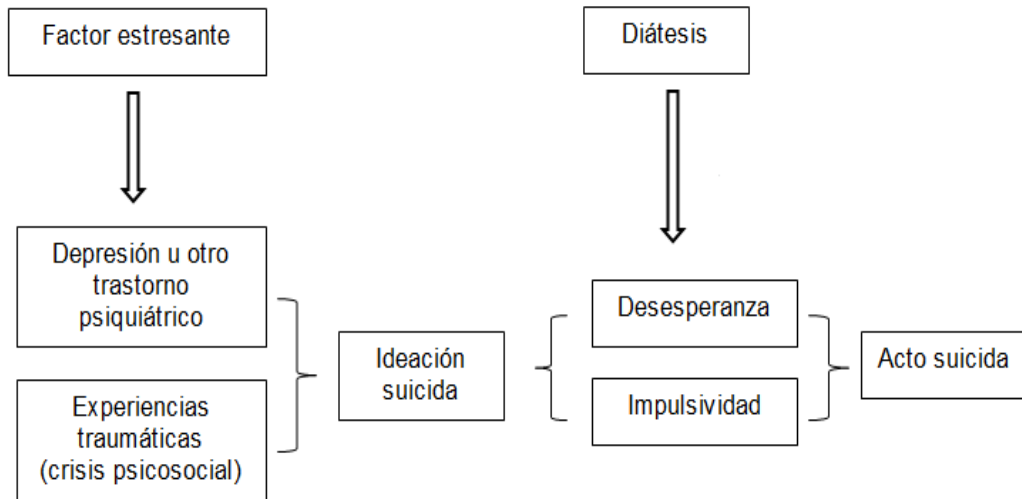 Factor estresante
Diátesis
Depresión u otro
trastorno
psiquiátrico
Experiencias
traumáticas
(crisis psicosocial)
Ideación
suicida
Desesperanza
Impulsividad
Acto suicida